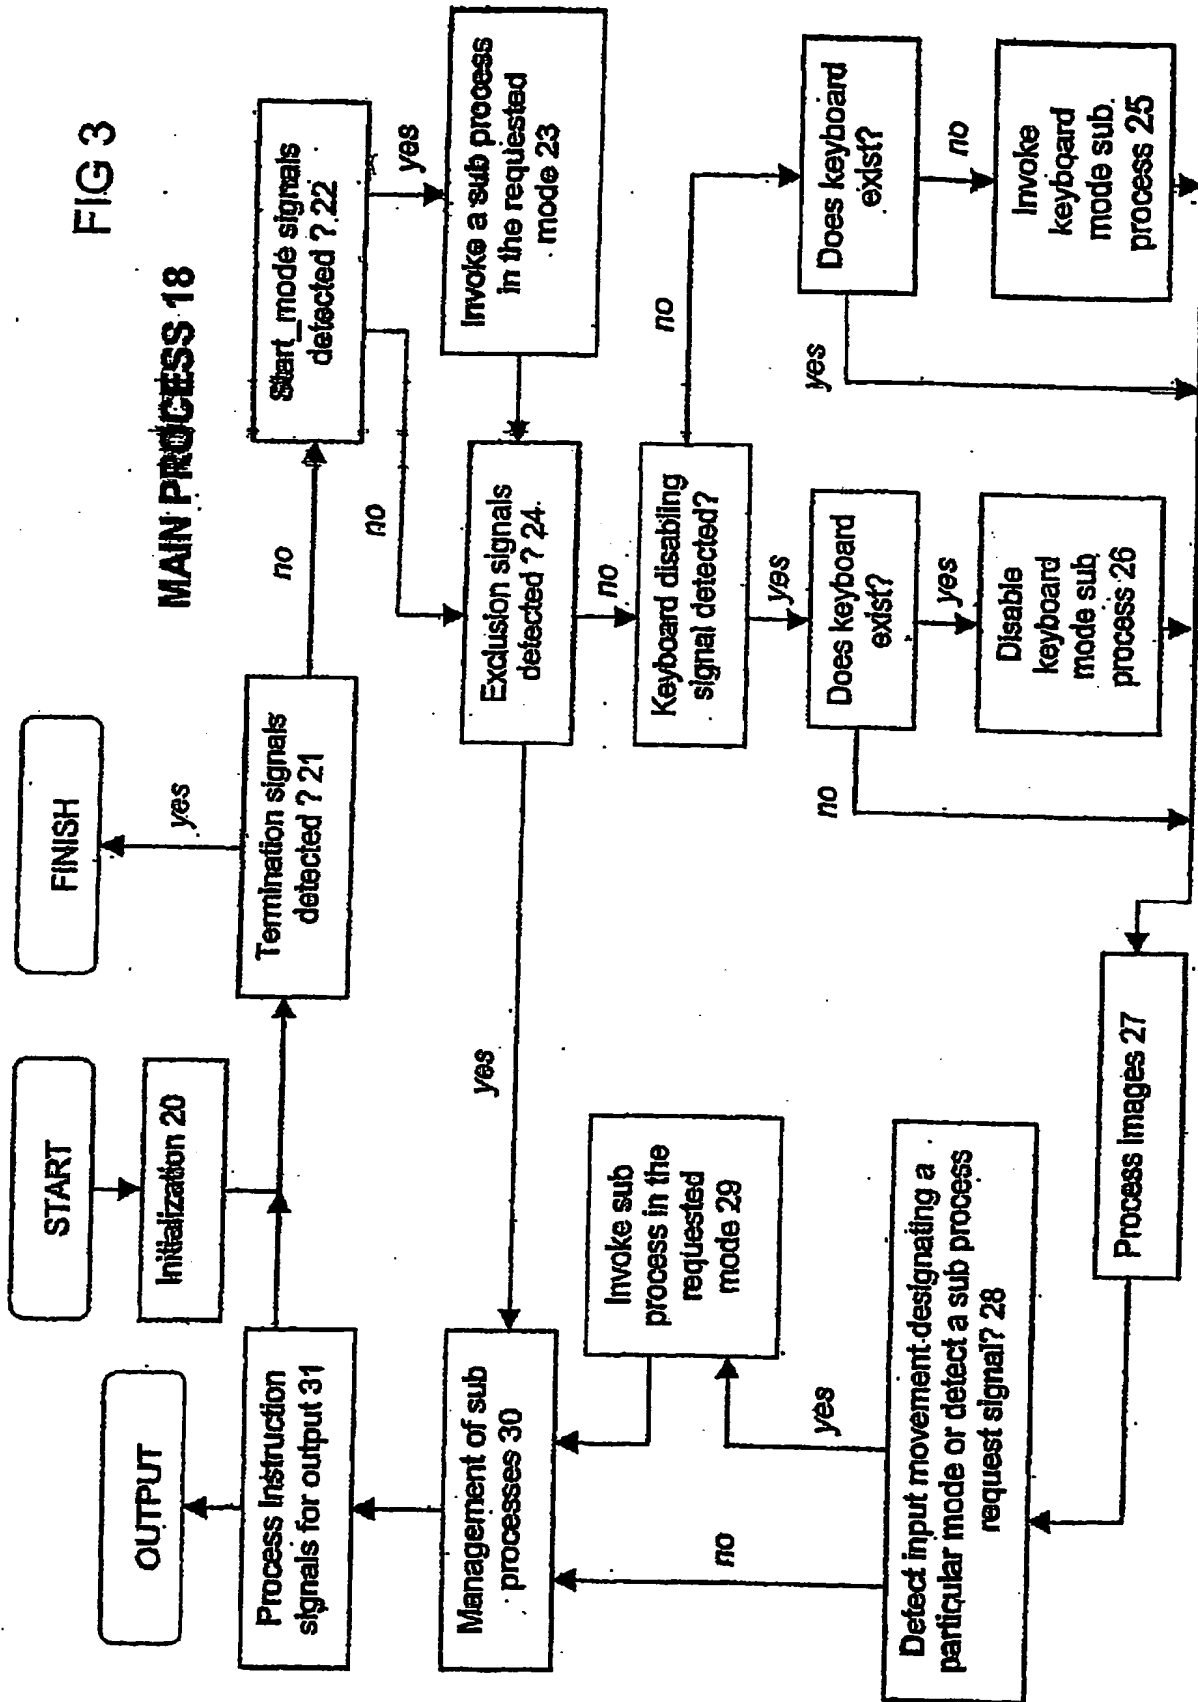 FIG 3
MAIN PROCESS 18
START
Initialization 20
FINISH
yes
Termination signals
detected ? 21
no
Start_mode signals
detected ? 22
yes
no
Invoke a sub process
in the requested
mode 23
Exclusion signals
detected ? 24
yes
no
Keyboard disabling
signal detected?
no
yes
Does keyboard
exist?
yes
no
Invoke
keyboard
mode sub
process 25
Does keyboard
exist?
no
yes
Disable
keyboard
mode sub
process 26
Process Images 27
Detect input movement-designating a
particular mode or detect a sub process
request signal? 28
yes
no
Invoke sub
process in the
requested
mode 29
Management of sub
processes 30
Process Instruction
signals for output 31
OUTPUT